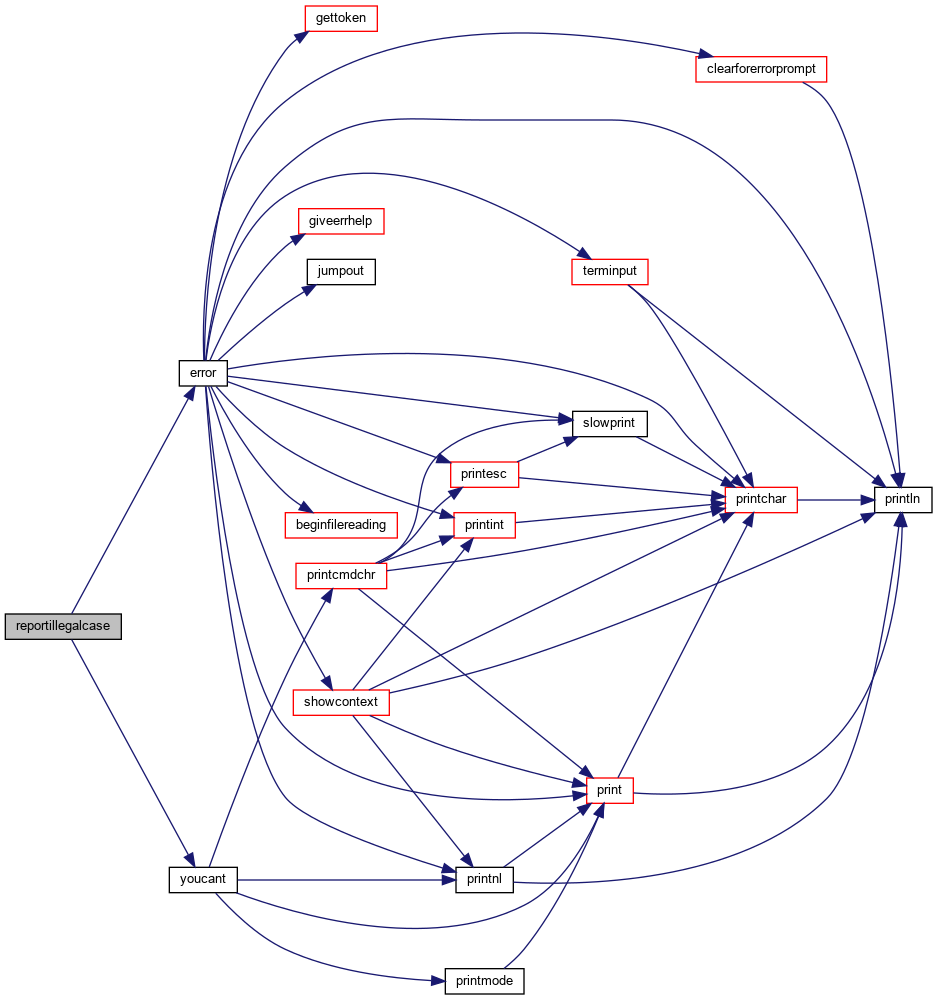 gettoken
clearforerrorprompt
giveerrhelp
jumpout
terminput
error
slowprint
printesc
printchar
println
beginfilereading
printint
printcmdchr
reportillegalcase
showcontext
print
youcant
printnl
printmode